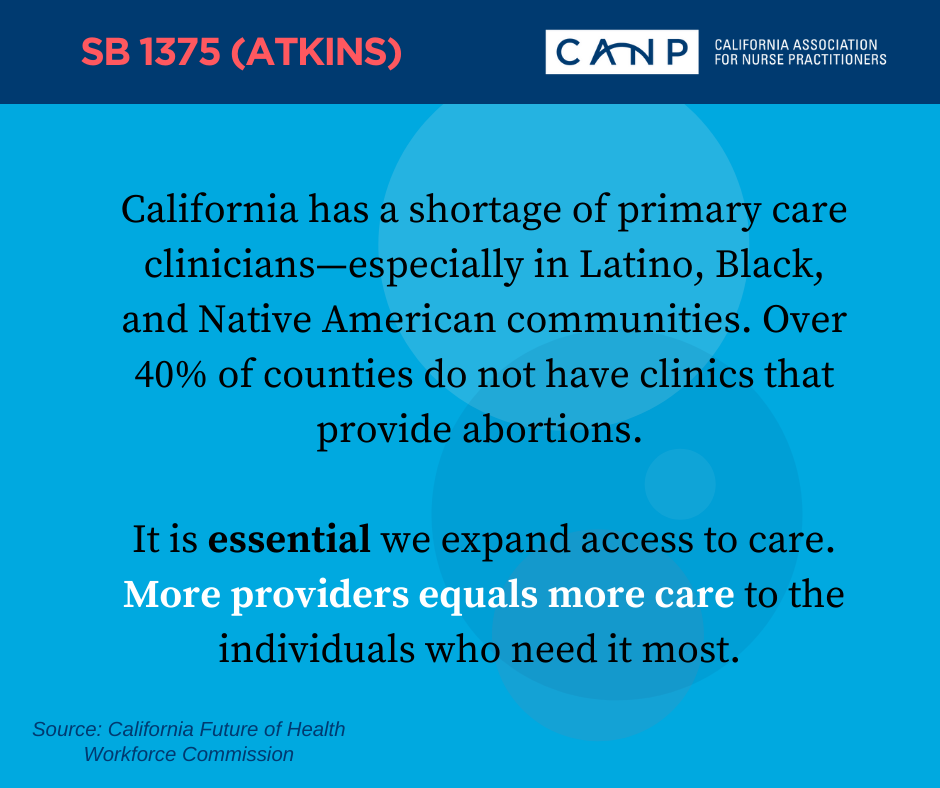 SB 1375 (ATKINS)
CANP
CALIFORNIA ASSOCIATION
FOR NURSE PRACTITIONERS
California has a shortage of primary care
clinicians—especially in Latino, Black,
and Native American communities. Over
40% of counties do not have clinics that
provide abortions.
It is essential we expand access to care.
More providers equals more care to the
individuals who need it most.
Source: California Future of Health
Workforce Commission